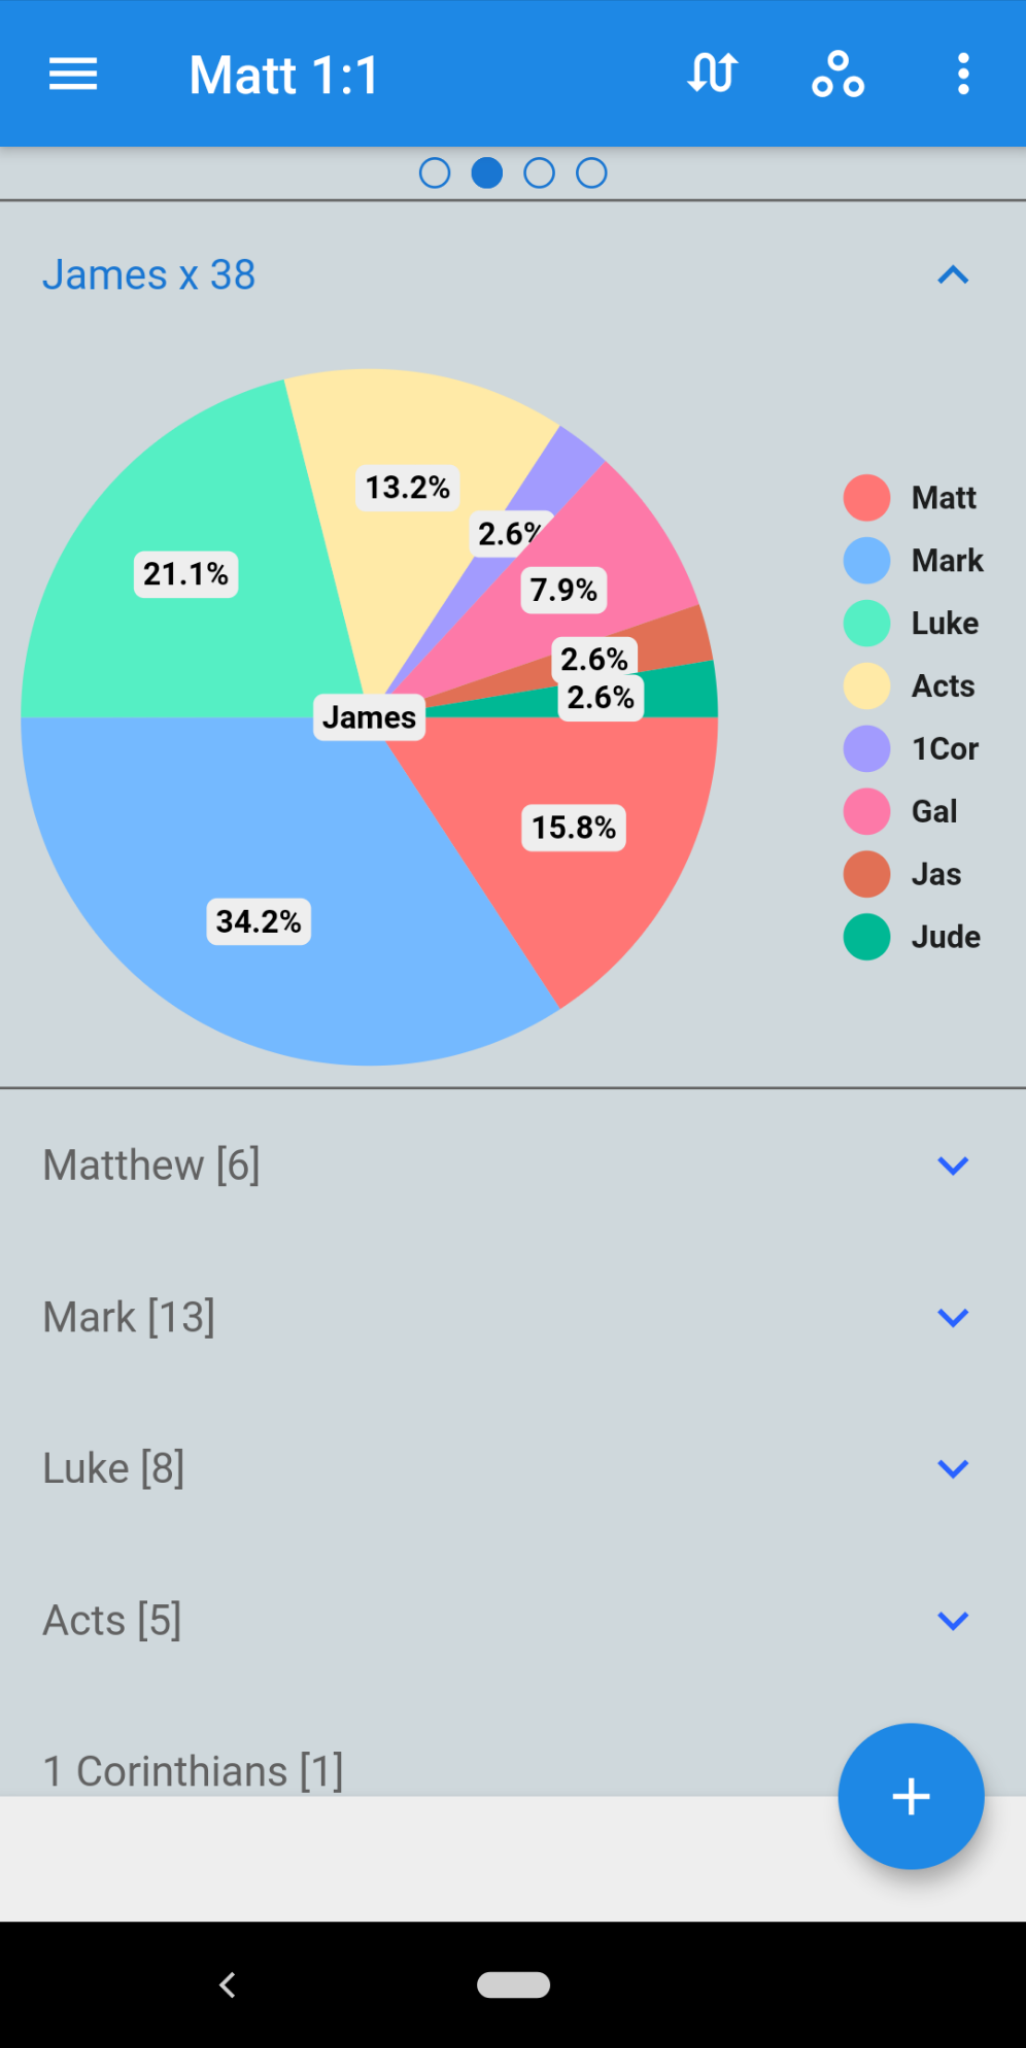 Matt 1:1
James x 38
13.2%
2.6%
21.1%
7.9%
2.6%
2.6%
James
15.8%
34.2%
Matt
Mark
Luke
Acts
1Cor
Gal
Jas
Jude
Matthew [6]
Mark [13]
Luke [8]
Acts [5]
1 Corinthians [1]